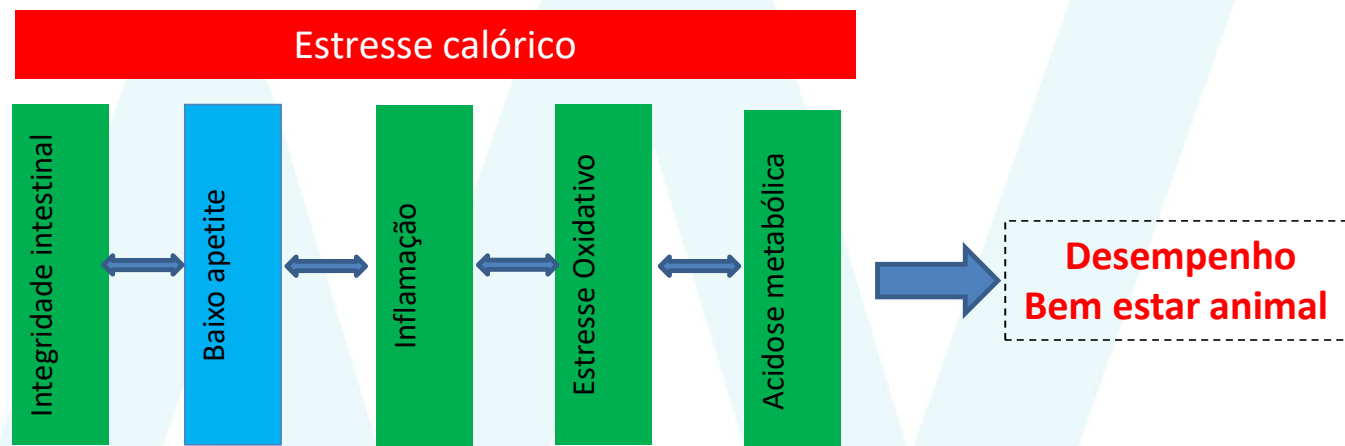 Estresse calórico
Integridade intestinal
Baixo apetite
Inflamação
Estresse Oxidativo
Acidose metabólica
Desempenho
Bem estar animal